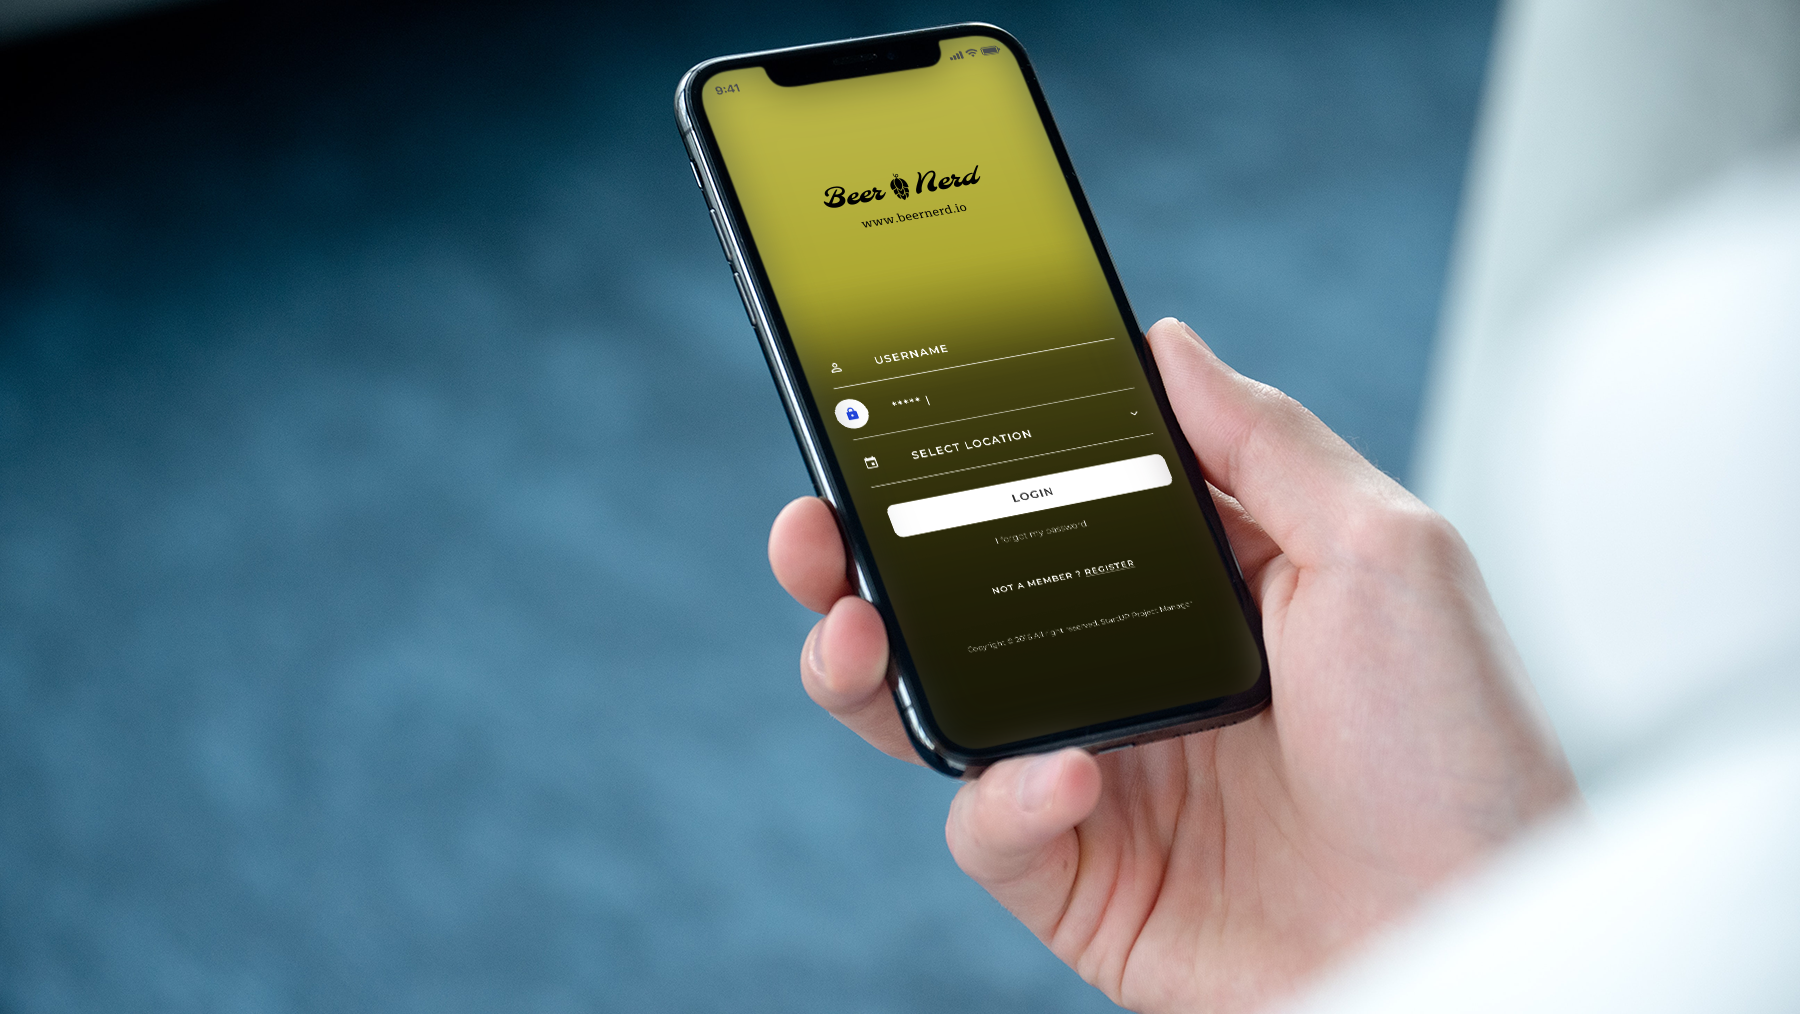 9:41
Beer Nerd
www.beernerd.io
USERNAME
***** |
SELECT LOCATION
LOGIN
I forgot my password
NOT A MEMBER ? REGISTER
Copyright © 2016 All right reserved. StartUP Project Manager